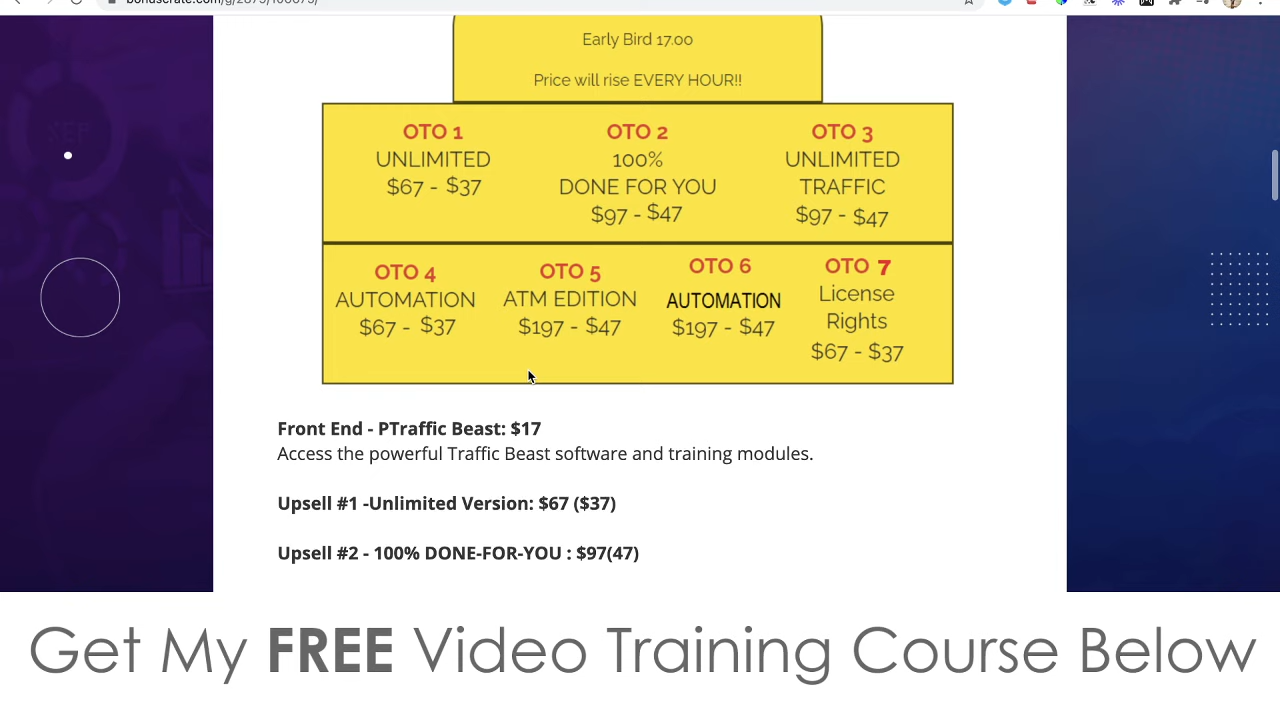 Early Bird 17.00
Price will rise EVERY HOUR!!
OTO 1
UNLIMITED
$67 - $37
OTO 2
100%
DONE FOR YOU
$97 - $47
OTO 3
UNLIMITED
TRAFFIC
$97 - $47
OTO 4
AUTOMATION
$67 - $37
OTO 5
ATM EDITION
$197 - $47
OTO 6
AUTOMATION
$197 - $47
OTO 7
License
Rights
$67 - $37
Front End - PTraffic Beast: $17
Access the powerful Traffic Beast software and training modules.
Upsell #1 -Unlimited Version: $67 ($37)
Upsell #2 - 100% DONE-FOR-YOU : $97(47)
Get My FREE Video Training Course Below